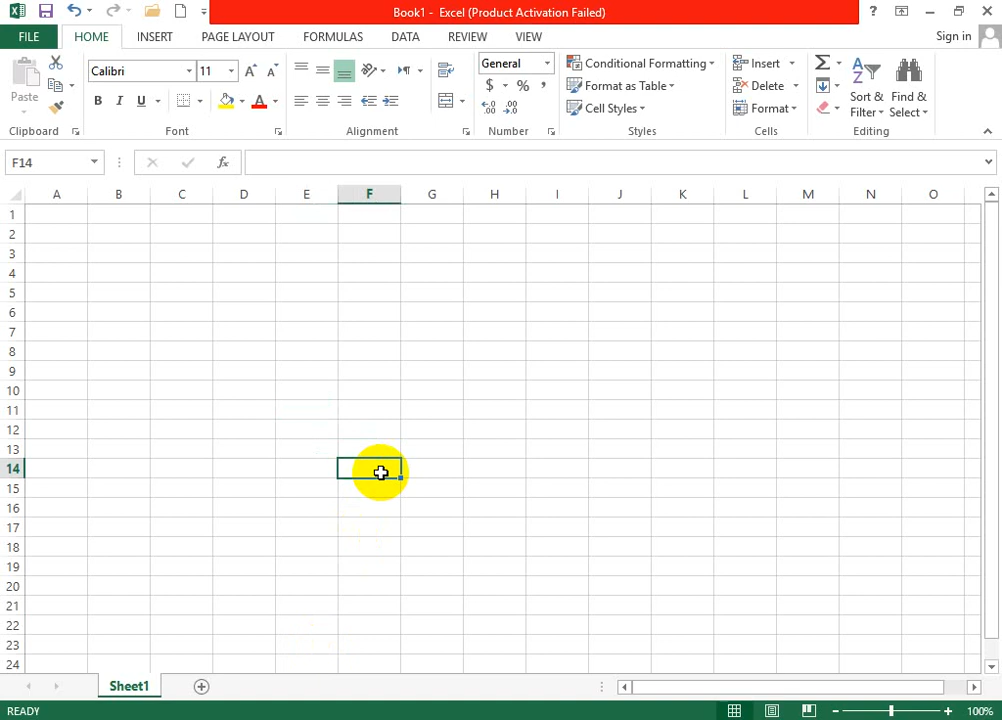 Book1 - Excel (Product Activation Failed)
FILE HOME INSERT PAGE LAYOUT FORMULAS DATA REVIEW VIEW Sign in
Calibri 11 General Conditional Formatting Insert
Paste $ % , Format as Table Delete Sort & Filter Find & Select
B I U A Cell Styles Format
Clipboard Font Alignment Number Styles Cells Editing
F14 fx
A B C D E F G H I J K L M N O
1
2
3
4
5
6
7
8
9
10
11
12
13
14
15
16
17
18
19
20
21
22
23
24
Sheet1
READY 100%